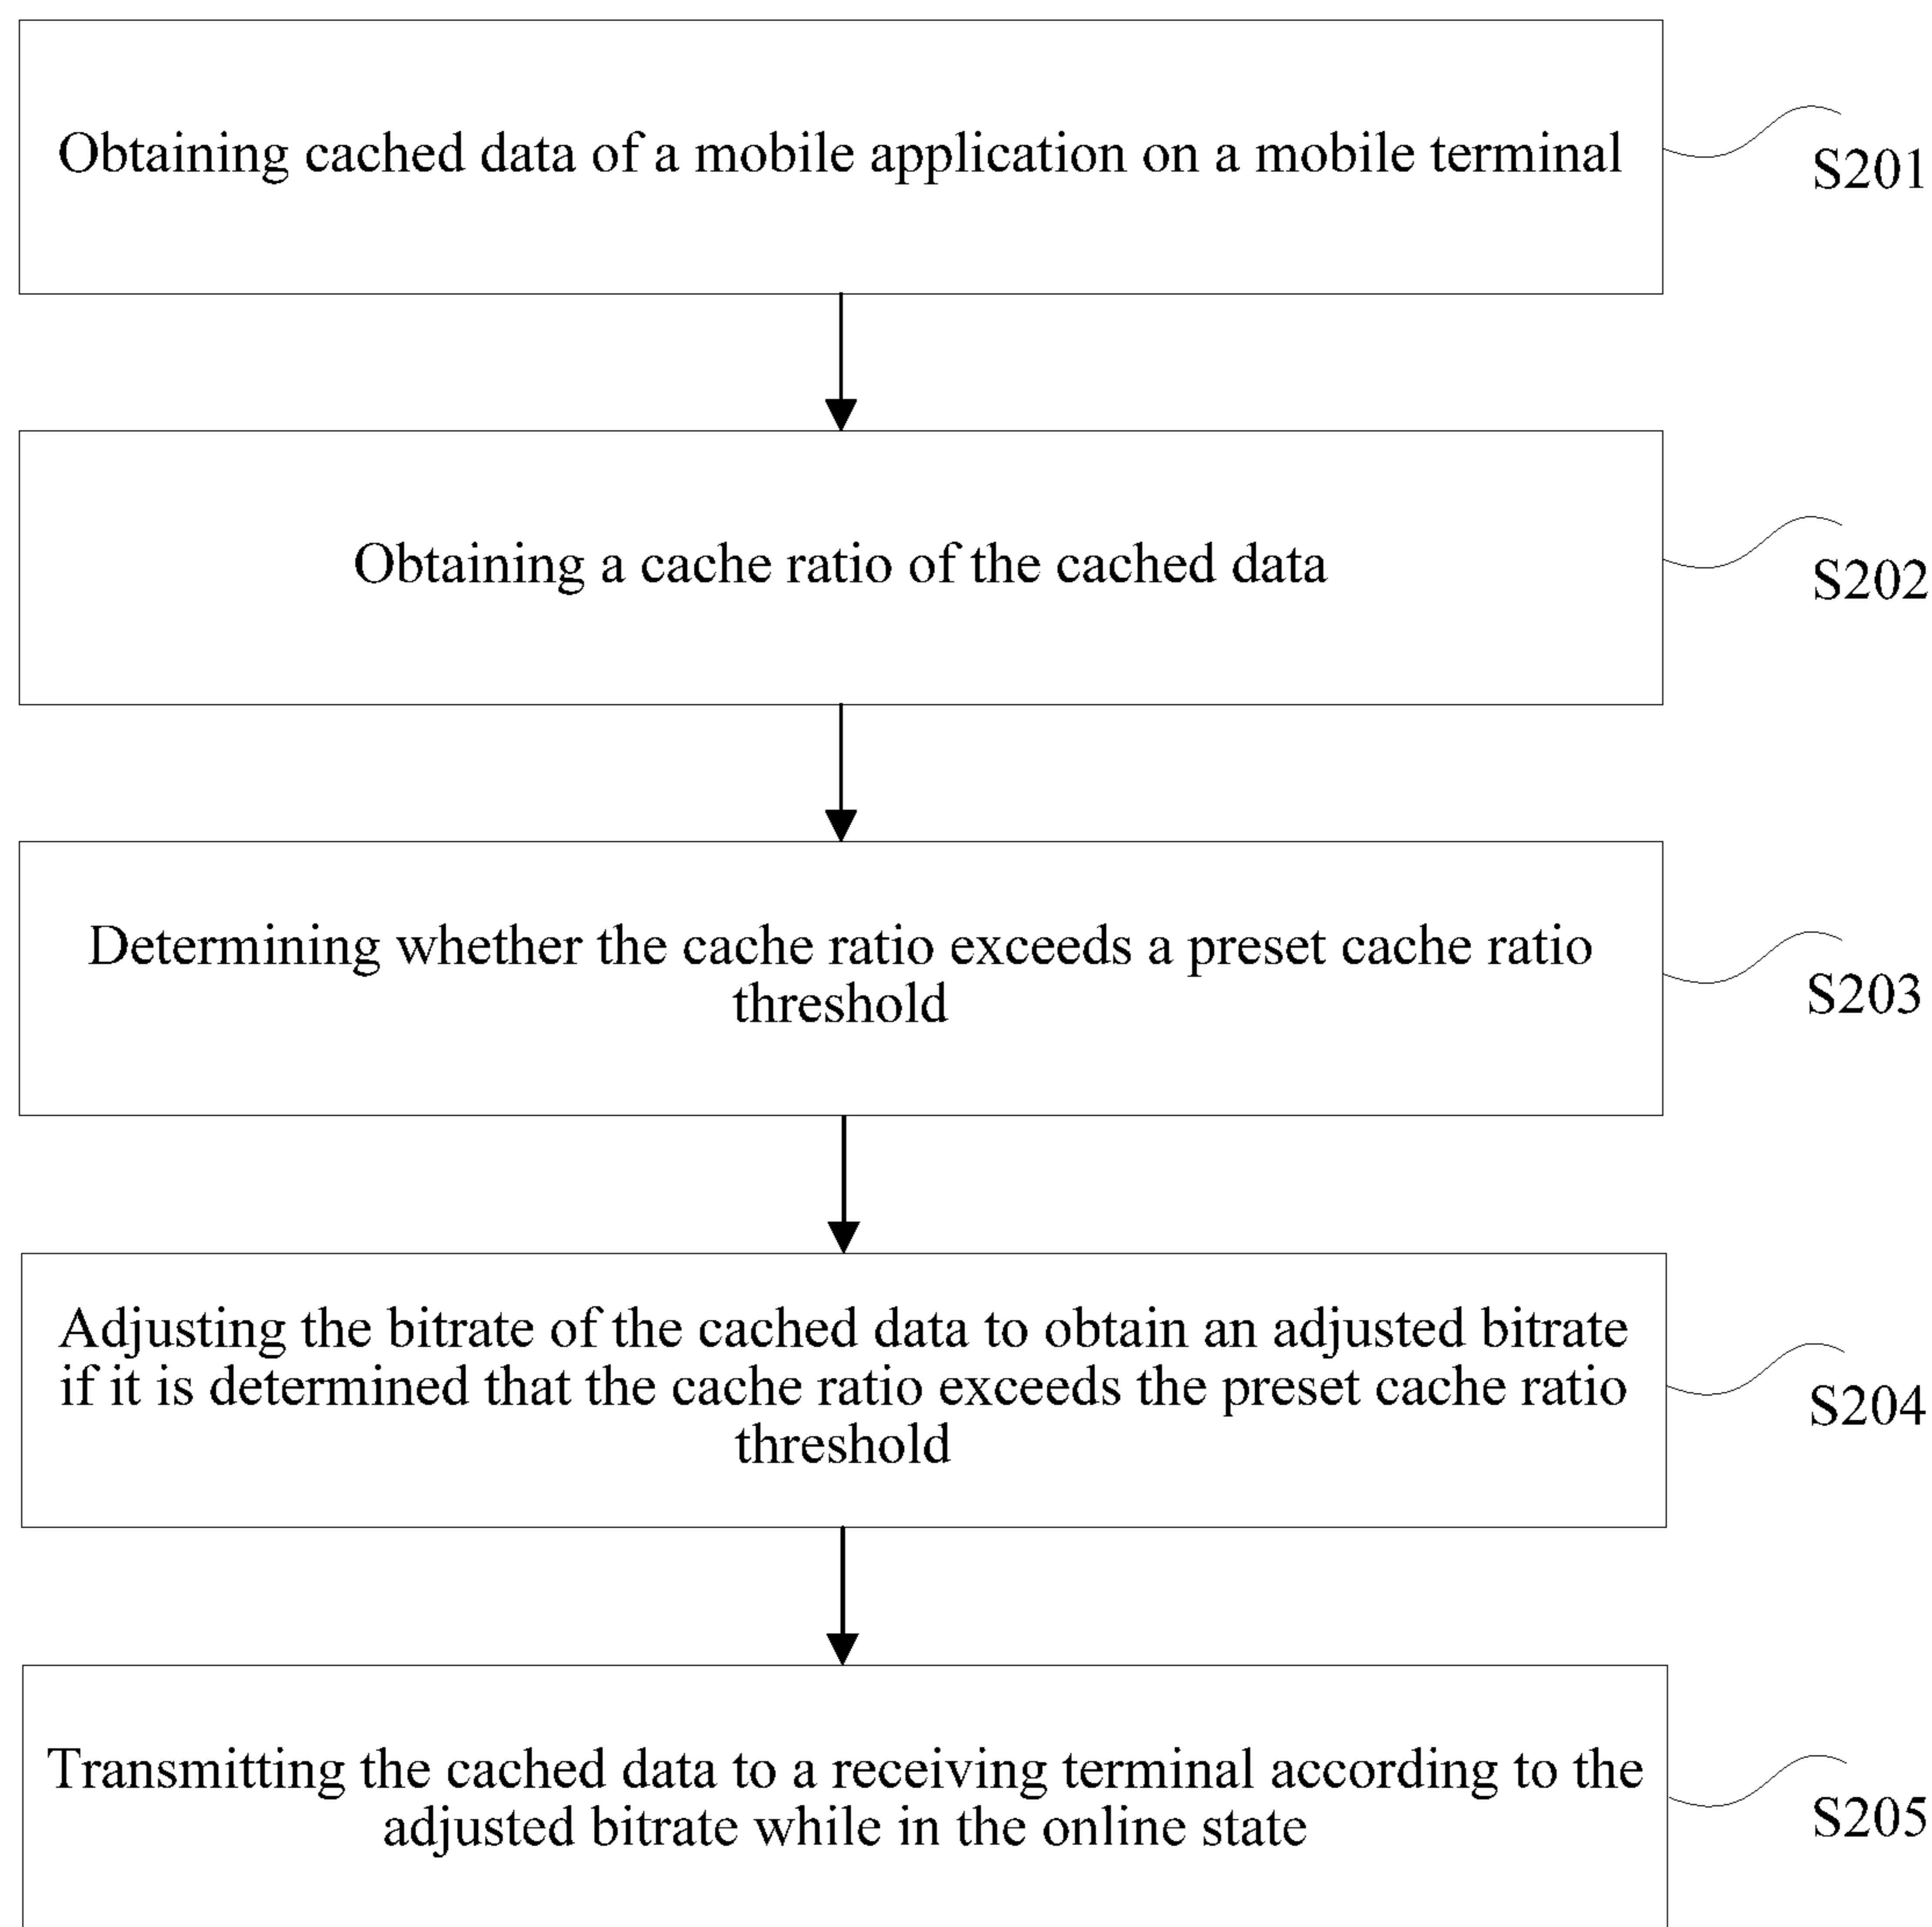 Obtaining cached data of a mobile application on a mobile terminal
S201
Obtaining a cache ratio of the cached data
S202
Determining whether the cache ratio exceeds a preset cache ratio
threshold
S203
Adjusting the bitrate of the cached data to obtain an adjusted bitrate
if it is determined that the cache ratio exceeds the preset cache ratio
threshold
S204
Transmitting the cached data to a receiving terminal according to the
adjusted bitrate while in the online state
S205